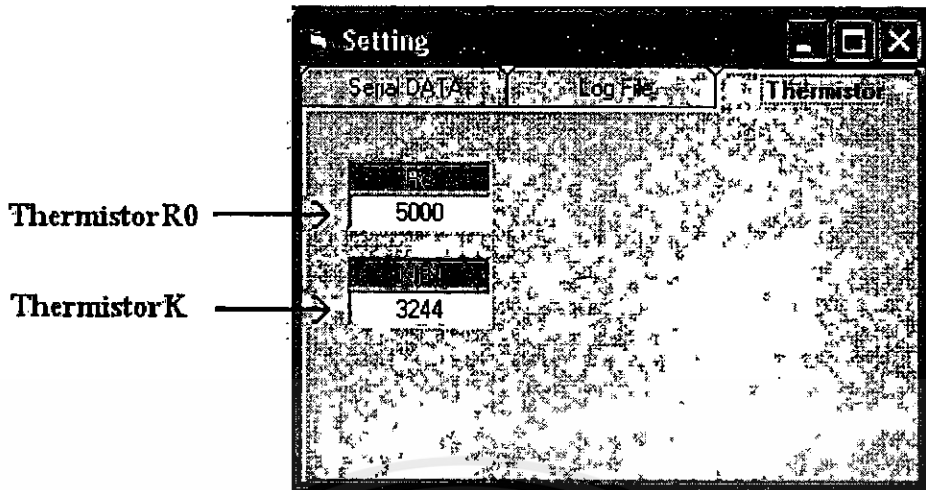 Setting
Serial DATA
Log File
Thermistor
Thermistor R0
5000
Thermistor K
3244